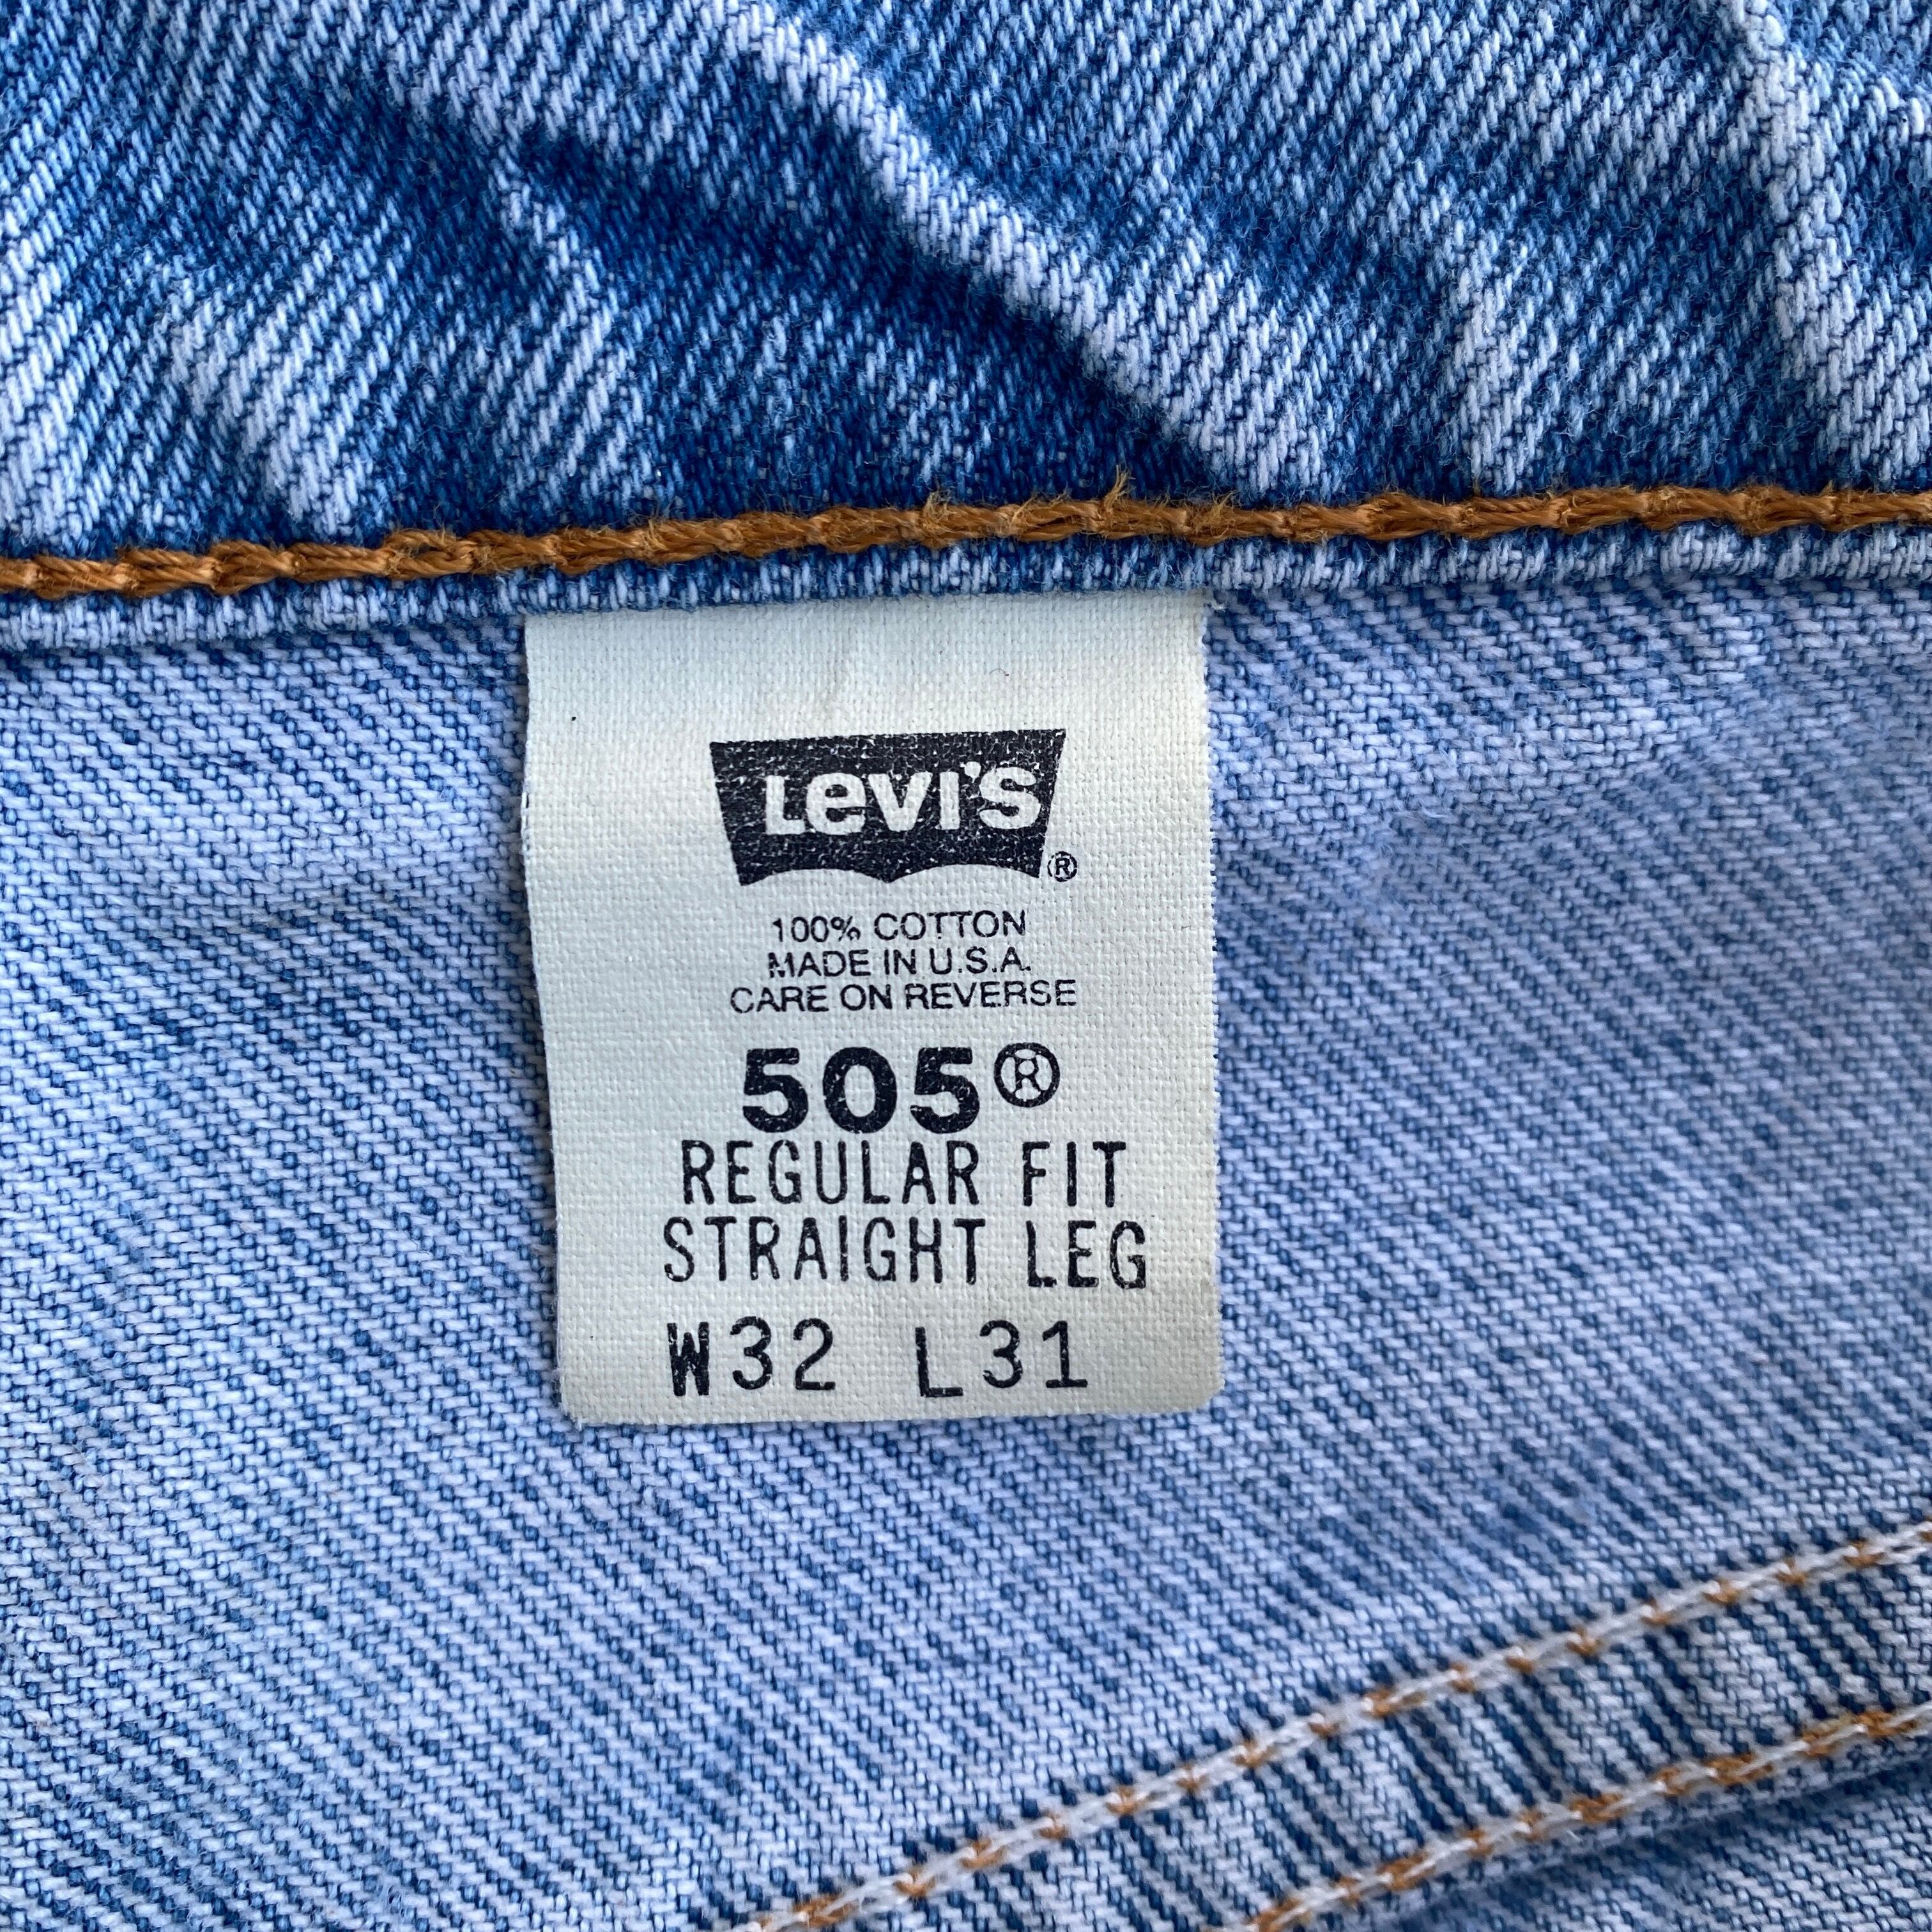 Levi's ®
100% COTTON
MADE IN U.S.A.
CARE ON REVERSE
505®
REGULAR FIT
STRAIGHT LEG
W32 L31